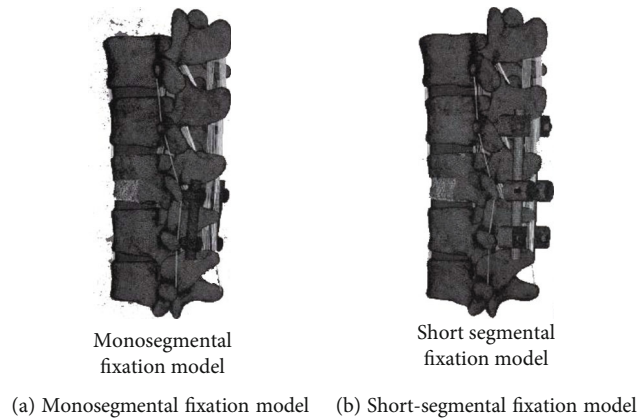 Monosegmental
fixation model
Short segmental
fixation model
(a) Monosegmental fixation model
(b) Short-segmental fixation model